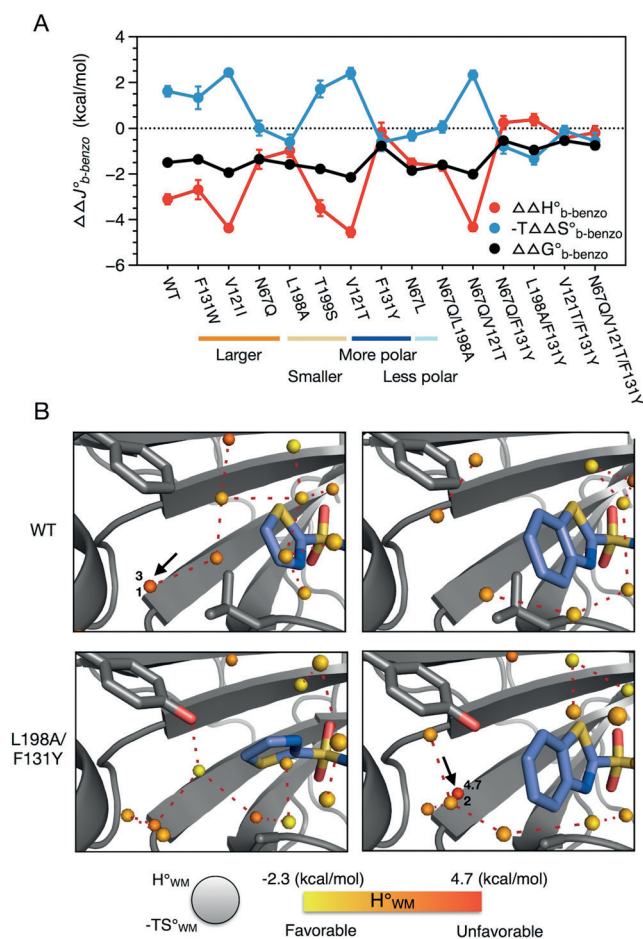 A
ΔΔJ°b-benzo (kcal/mol)
4
2
0
−2
−4
−6
ΔΔH°b-benzo
-TΔΔS°b-benzo
ΔΔG°b-benzo
WT
F131W
V121I
N67Q
L198A
T199S
V121T
F131Y
N67L
N67Q/L198A
N67Q/V121T
N67Q/F131Y
L198A/F131Y
V121T/F131Y
N67Q/V121T/F131Y
Larger
Smaller
More polar
Less polar
B
WT
3
1
L198A/
F131Y
4.7
2
H°WM
-TS°WM
-2.3 (kcal/mol)
4.7 (kcal/mol)
H°WM
Favorable
Unfavorable